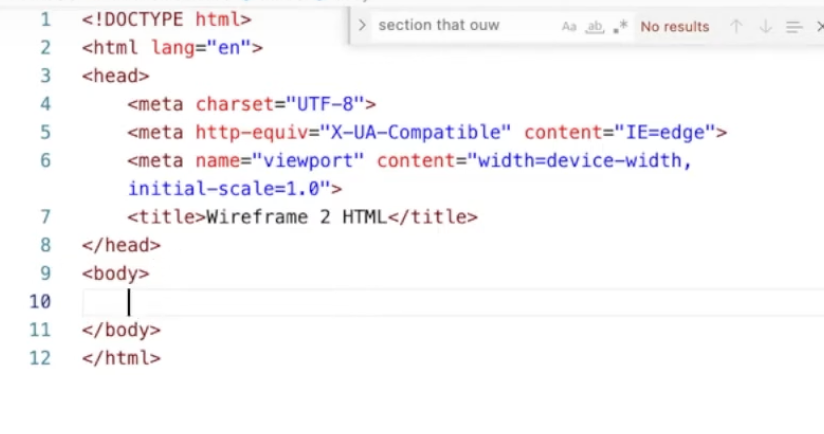 section that ouw Aa ab .* No results
1 <!DOCTYPE html>
2 <html lang="en">
3 <head>
4     <meta charset="UTF-8">
5     <meta http-equiv="X-UA-Compatible" content="IE=edge">
6     <meta name="viewport" content="width=device-width,
    initial-scale=1.0">
7     <title>Wireframe 2 HTML</title>
8 </head>
9 <body>
10
11 </body>
12 </html>